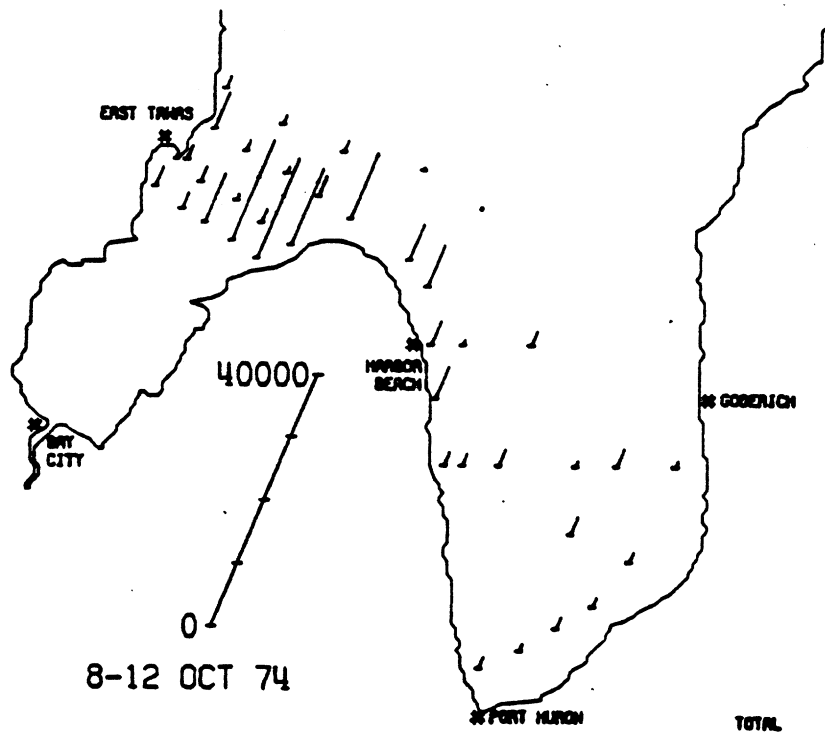 EAST TAWAS
HARBOR
BEACH
40000
GODERICH
BAY
CITY
0
8-12 OCT 74
PORT HURON
TOTAL